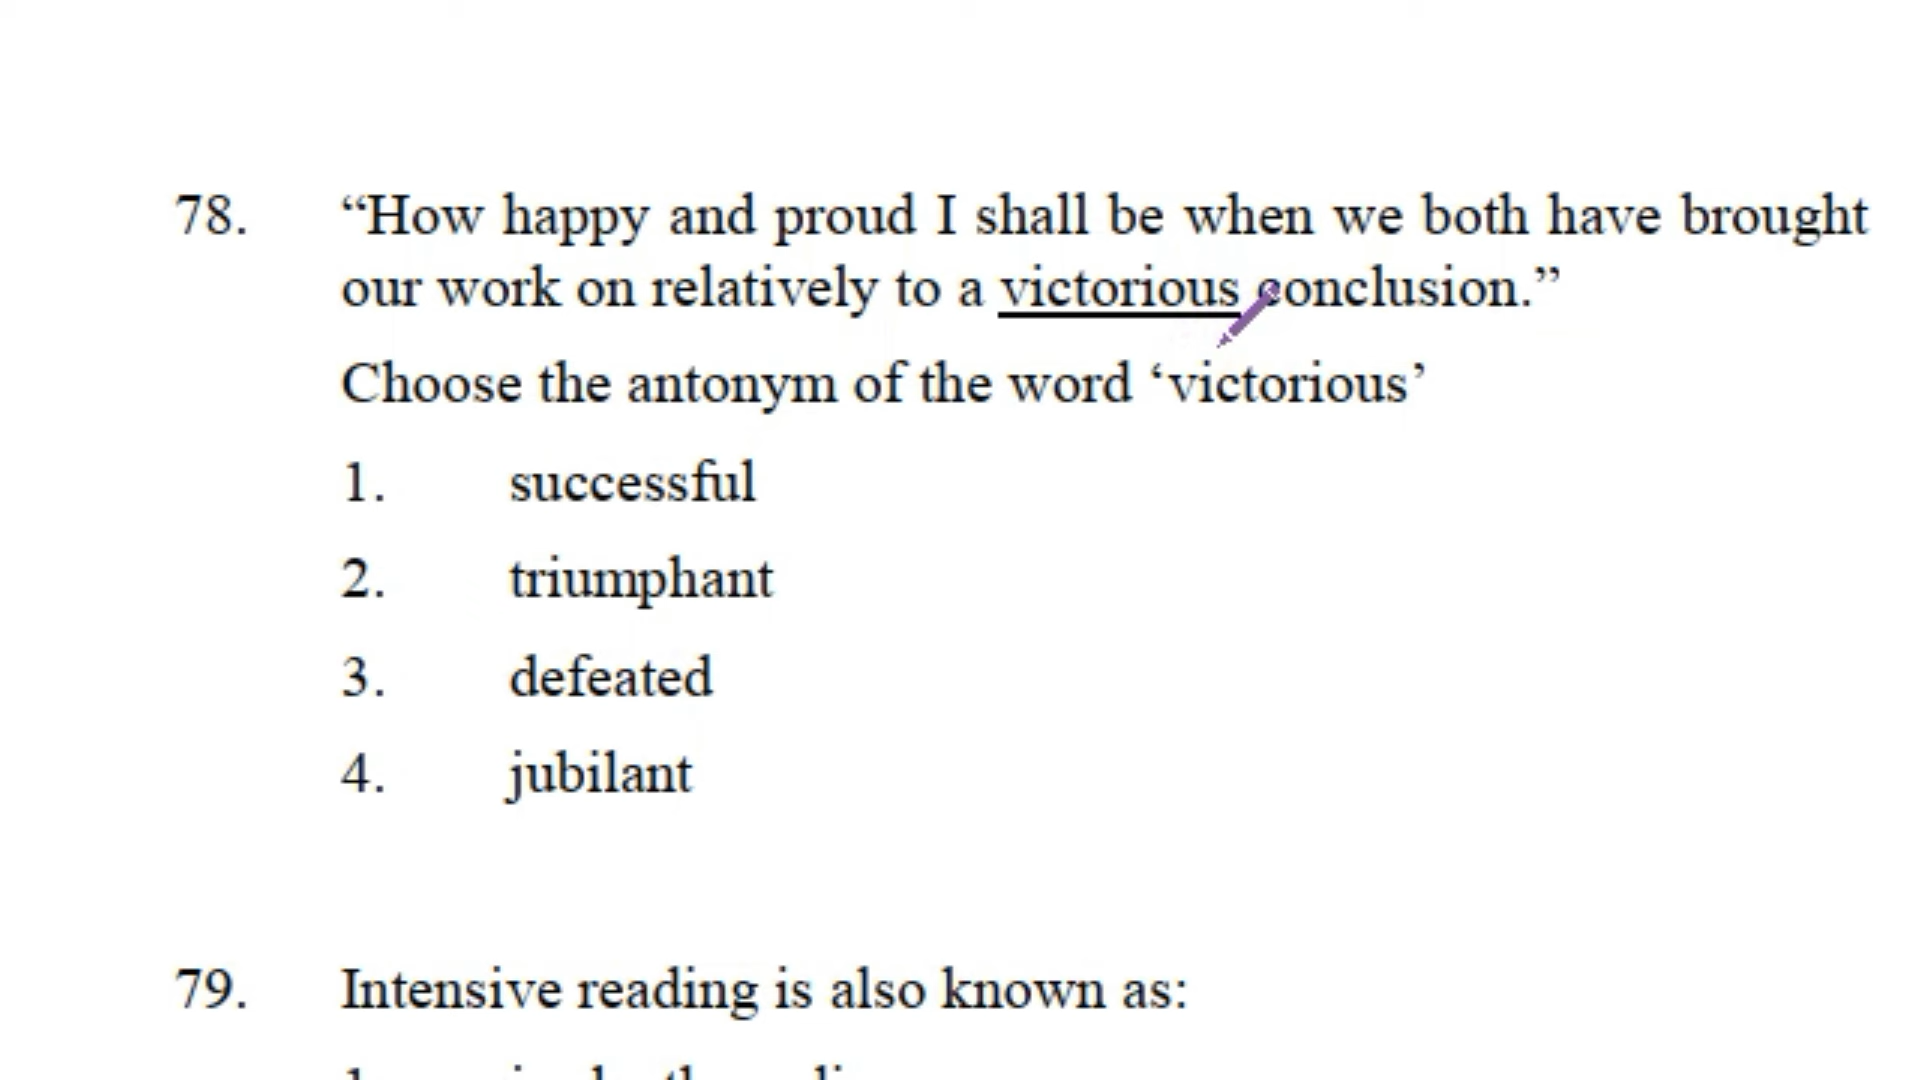 78. “How happy and proud I shall be when we both have brought
our work on relatively to a victorious conclusion.”
Choose the antonym of the word ‘victorious’
1. successful
2. triumphant
3. defeated
4. jubilant
79. Intensive reading is also known as: